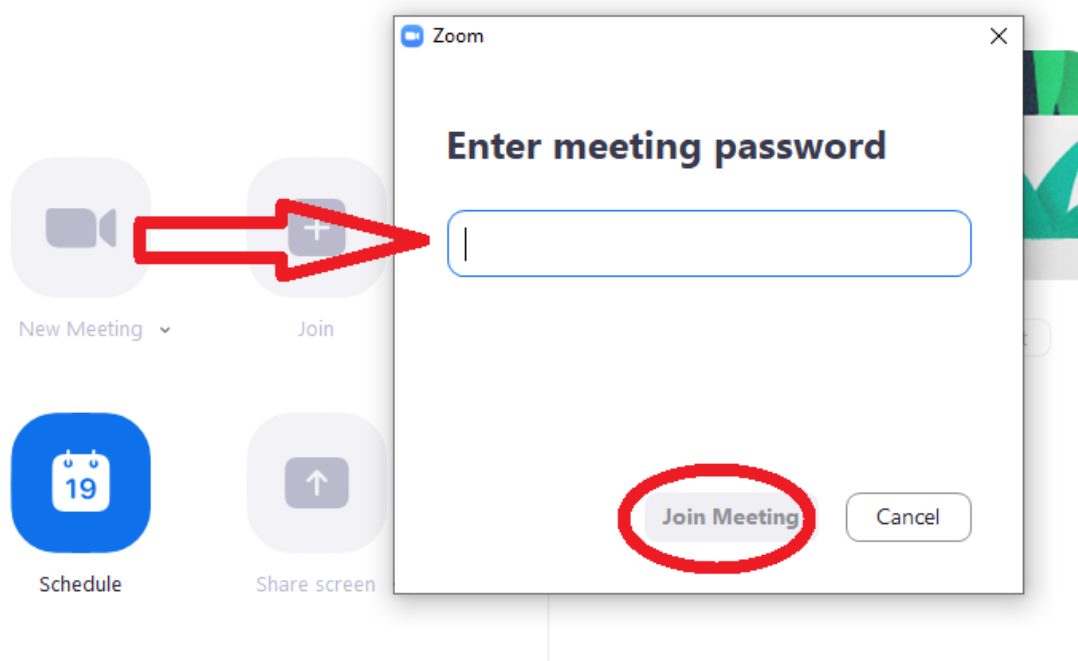 Zoom
Enter meeting password
New Meeting
Join
19
Schedule
Share screen
Join Meeting
Cancel